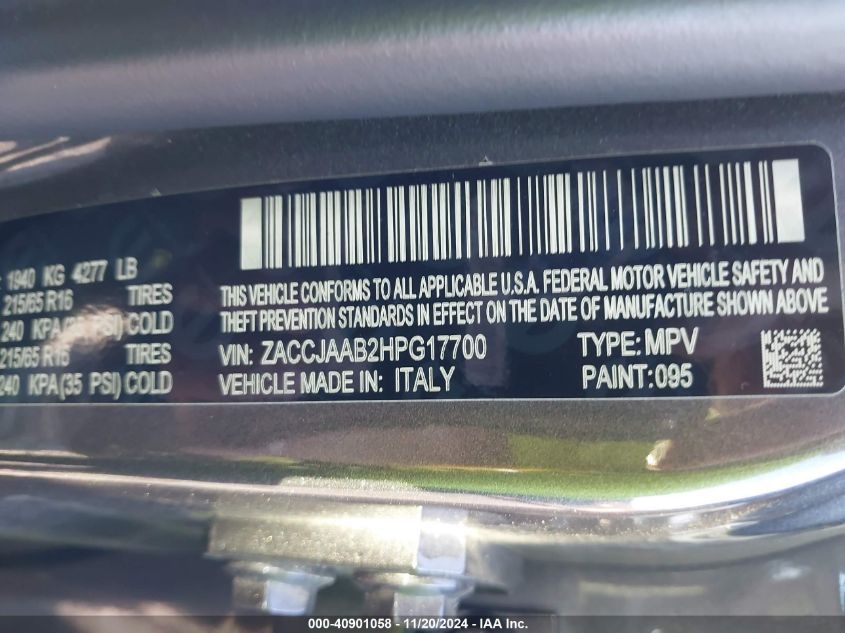 1940 KG 4277 LB
215/65 R16 TIRES
240 KPA( PSI) COLD
215/65 R16 TIRES
240 KPA(35 PSI) COLD
THIS VEHICLE CONFORMS TO ALL APPLICABLE U.S.A. FEDERAL MOTOR VEHICLE SAFETY AND
THEFT PREVENTION STANDARDS IN EFFECT ON THE DATE OF MANUFACTURE SHOWN ABOVE
VIN: ZACCJAAB2HPG17700 TYPE: MPV
VEHICLE MADE IN: ITALY PAINT: 095
000-40901058 - 11/20/2024 - IAA, Inc.